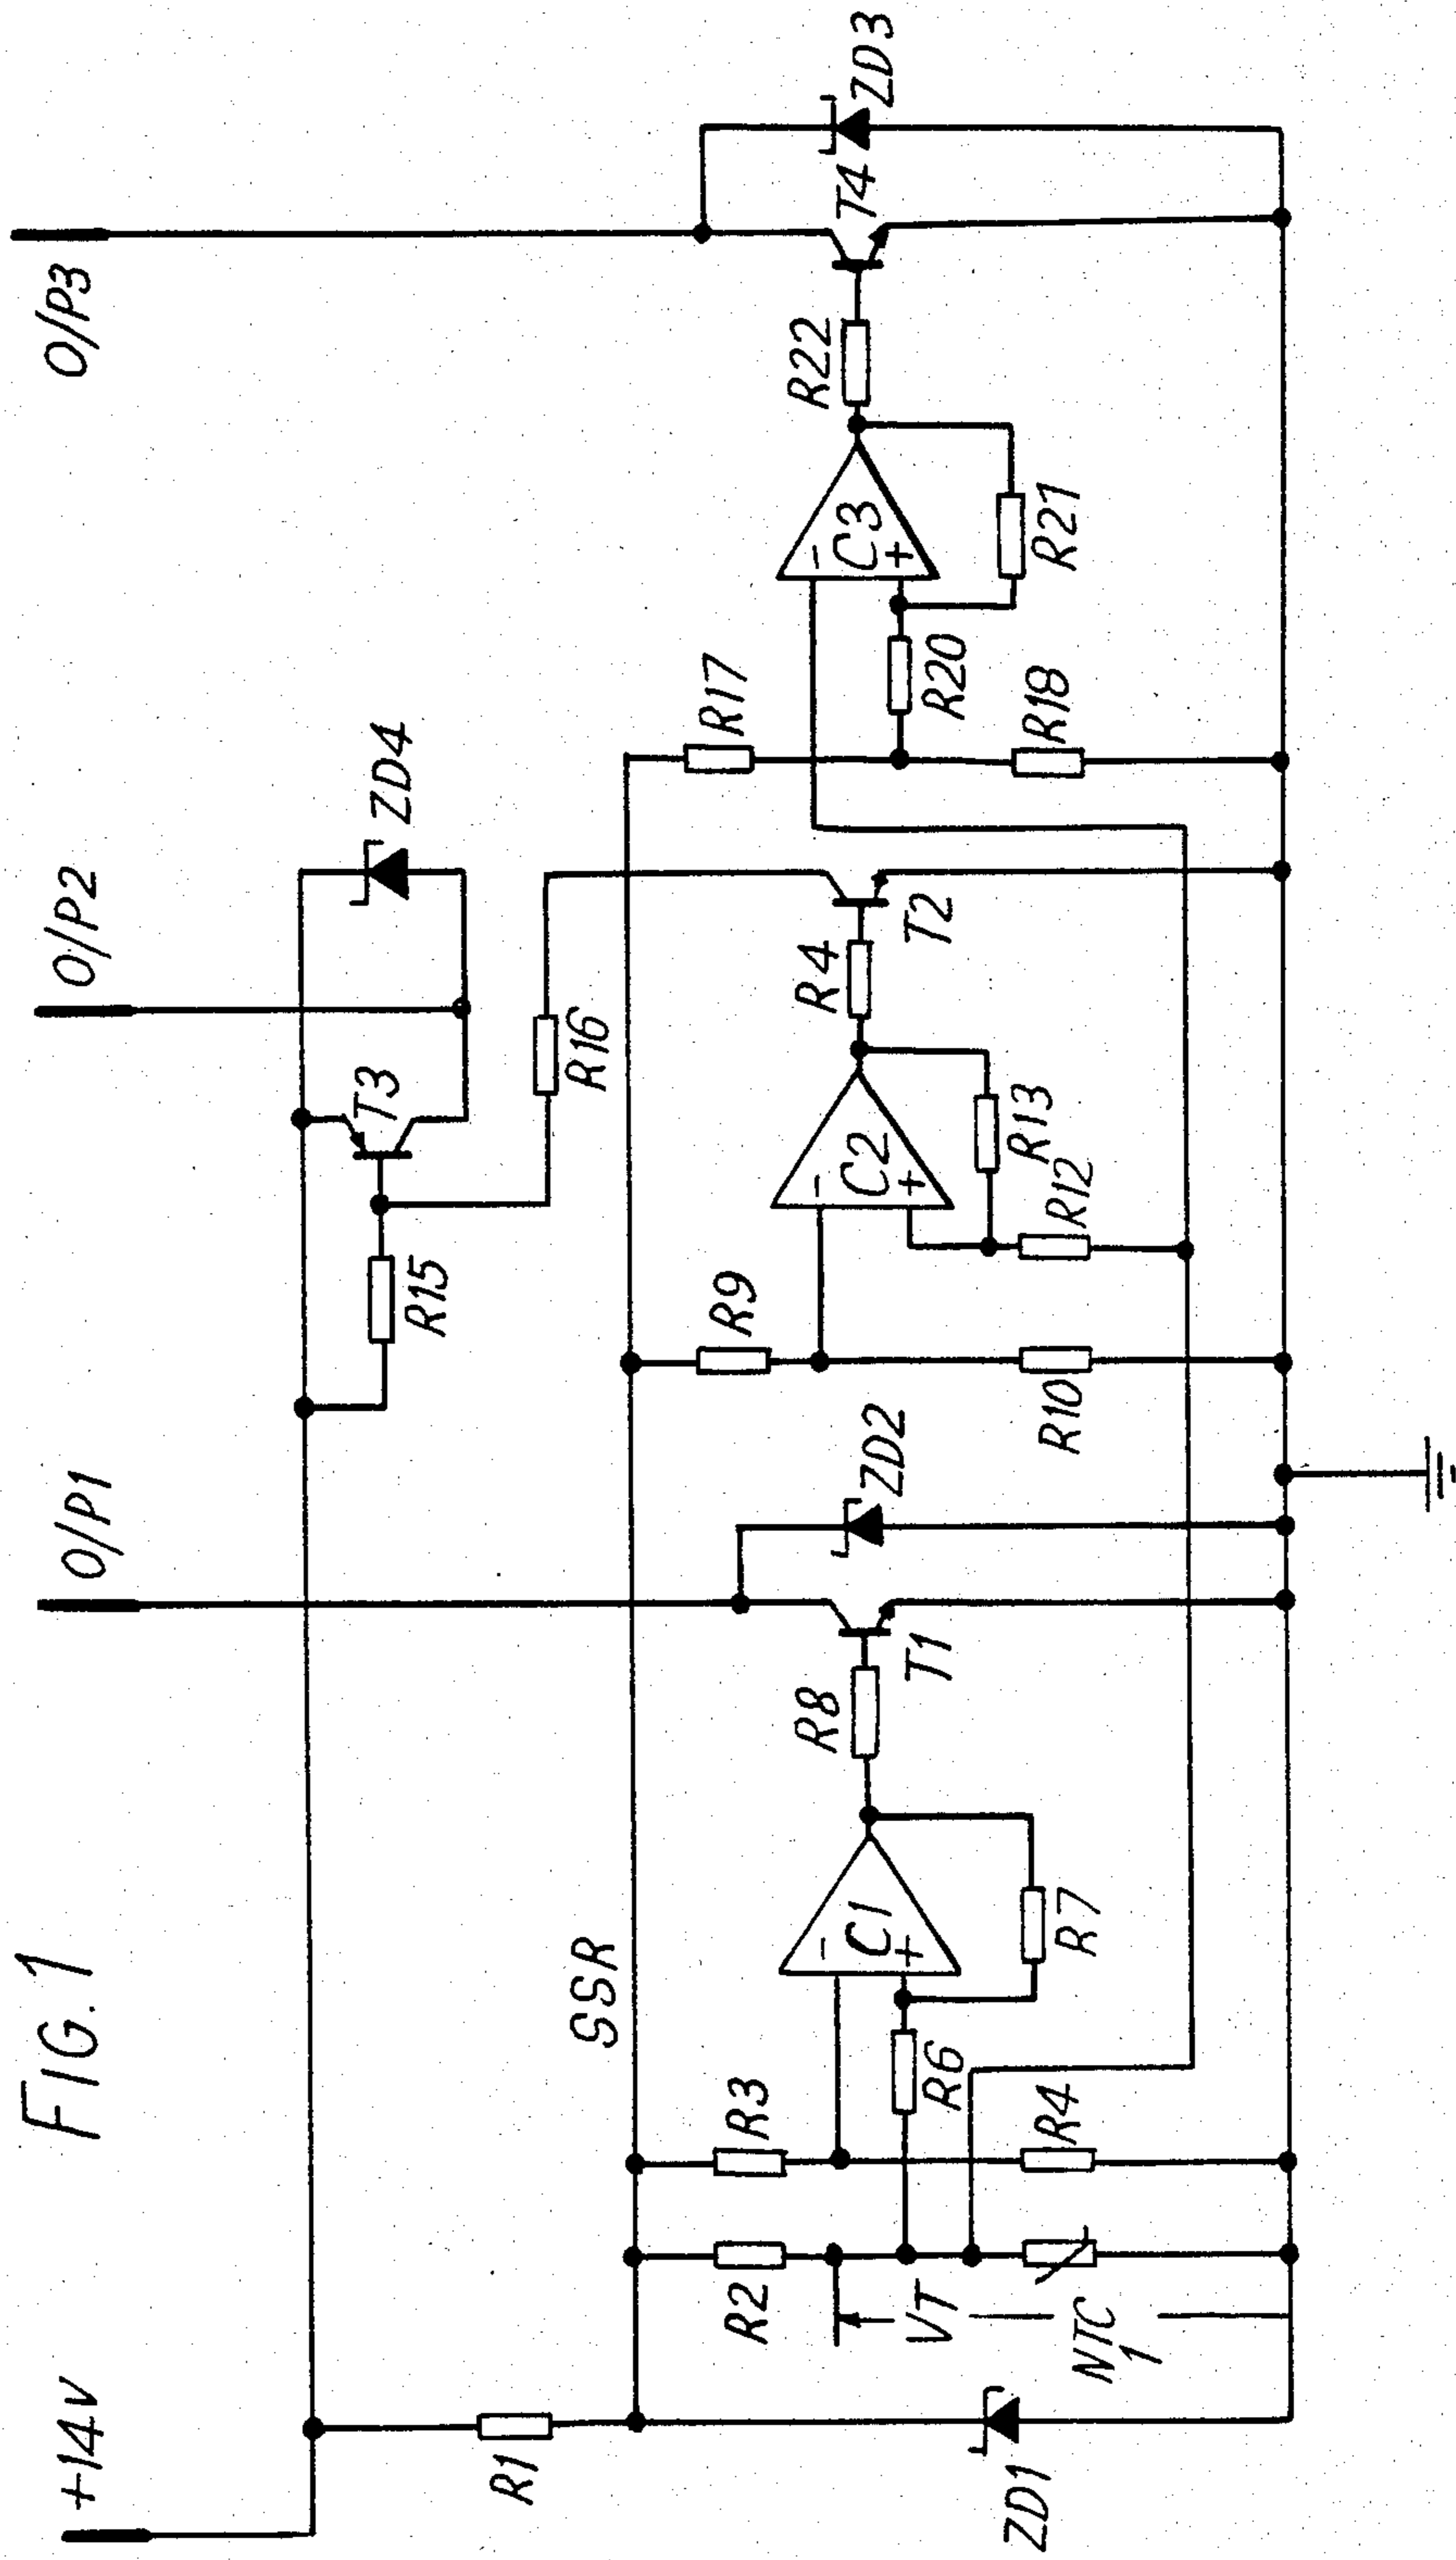 FIG. 1
+14V
O/P1
O/P2
O/P3
R1
SSR
R15
T3
ZD4
R16
R2
R3
R9
R17
VT
NTC
1
ZD1
R4
R6
C1
-
+
R7
R8
T1
ZD2
R10
C2
-
+
R12
R13
R4
T2
R18
R20
C3
-
+
R21
R22
T4
ZD3